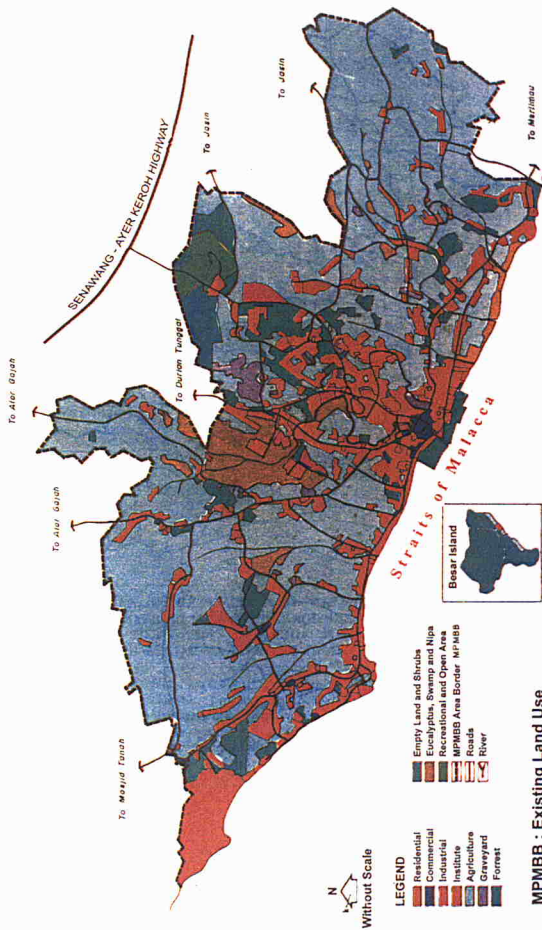 SENAWANG - AYER KEROH HIGHWAY
To Jasin
To Jasin
To Merlimau
To Alor Gajah
To Durian Tunggal
To Alor Gajah
To Masjid Tanah
Straits of Malacca
Besar Island
N
Without Scale
LEGEND
Residential
Commercial
Industrial
Institute
Agriculture
Graveyard
Forrest
Empty Land and Shrubs
Eucalyptus, Swamp and Nipa
Recreational and Open Area
MPMBB Area Border MPMBB
Roads
River
MPMBB : Existing Land Use